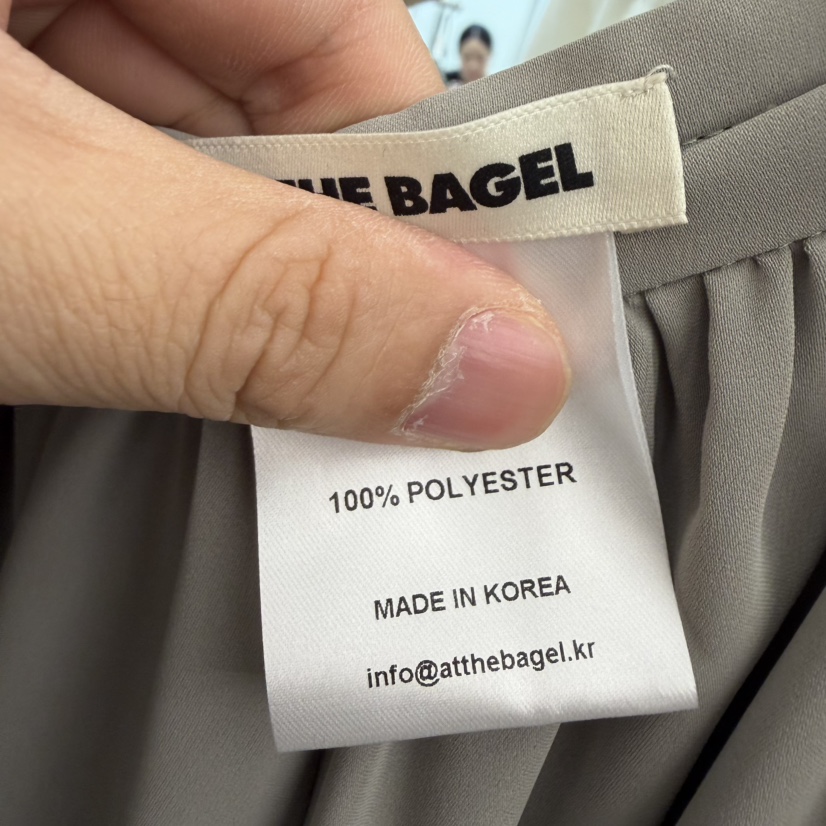 THE BAGEL
100% POLYESTER
MADE IN KOREA
info@atthebagel.kr